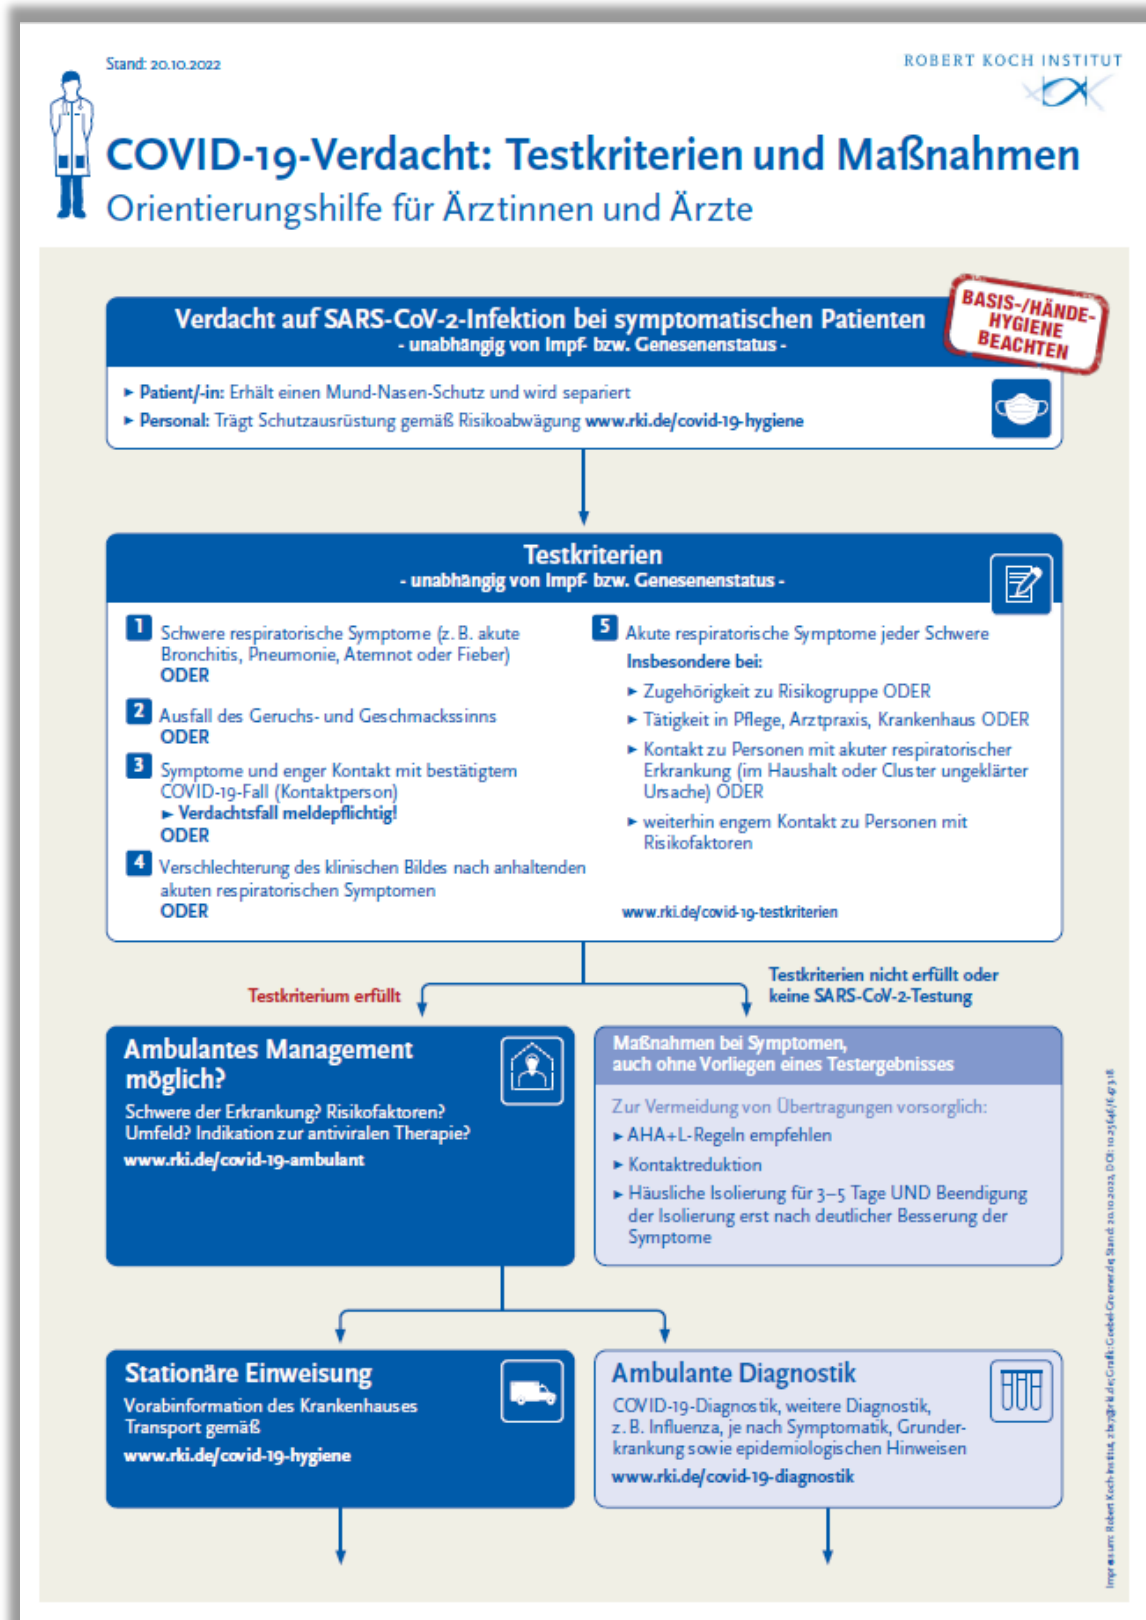 Stand: 20.10.2022
ROBERT KOCH INSTITUT
COVID-19-Verdacht: Testkriterien und Maßnahmen
Orientierungshilfe für Ärztinnen und Ärzte
BASIS-/HÄNDE-
HYGIENE
BEACHTEN
Verdacht auf SARS-CoV-2-Infektion bei symptomatischen Patienten
- unabhängig von Impf- bzw. Genesenenstatus -
► Patient/-in: Erhält einen Mund-Nasen-Schutz und wird separiert
► Personal: Trägt Schutzausrüstung gemäß Risikoabwägung www.rki.de/covid-19-hygiene
Testkriterien
- unabhängig von Impf- bzw. Genesenenstatus -
1 Schwere respiratorische Symptome (z. B. akute
Bronchitis, Pneumonie, Atemnot oder Fieber)
ODER
2 Ausfall des Geruchs- und Geschmackssinns
ODER
3 Symptome und enger Kontakt mit bestätigtem
COVID-19-Fall (Kontaktperson)
► Verdachtsfall meldepflichtig!
ODER
4 Verschlechterung des klinischen Bildes nach anhaltenden
akuten respiratorischen Symptomen
ODER
5 Akute respiratorische Symptome jeder Schwere
Insbesondere bei:
► Zugehörigkeit zu Risikogruppe ODER
► Tätigkeit in Pflege, Arztpraxis, Krankenhaus ODER
► Kontakt zu Personen mit akuter respiratorischer
Erkrankung (im Haushalt oder Cluster ungeklärter
Ursache) ODER
► weiterhin engem Kontakt zu Personen mit
Risikofaktoren
www.rki.de/covid-19-testkriterien
Testkriterium erfüllt
Testkriterien nicht erfüllt oder
keine SARS-CoV-2-Testung
Ambulantes Management
möglich?
Schwere der Erkrankung? Risikofaktoren?
Umfeld? Indikation zur antiviralen Therapie?
www.rki.de/covid-19-ambulant
Maßnahmen bei Symptomen,
auch ohne Vorliegen eines Testergebnisses
Zur Vermeidung von Übertragungen vorsorglich:
► AHA+L-Regeln empfehlen
► Kontaktreduktion
► Häusliche Isolierung für 3–5 Tage UND Beendigung
der Isolierung erst nach deutlicher Besserung der
Symptome
Stationäre Einweisung
Vorabinformation des Krankenhauses
Transport gemäß
www.rki.de/covid-19-hygiene
Ambulante Diagnostik
COVID-19-Diagnostik, weitere Diagnostik,
z. B. Influenza, je nach Symptomatik, Grunder-
krankung sowie epidemiologischen Hinweisen
www.rki.de/covid-19-diagnostik
Impressum: Robert Koch-Institut, Grafik: Goebel-Groener.de; Stand: 20.10.2022, DOI: